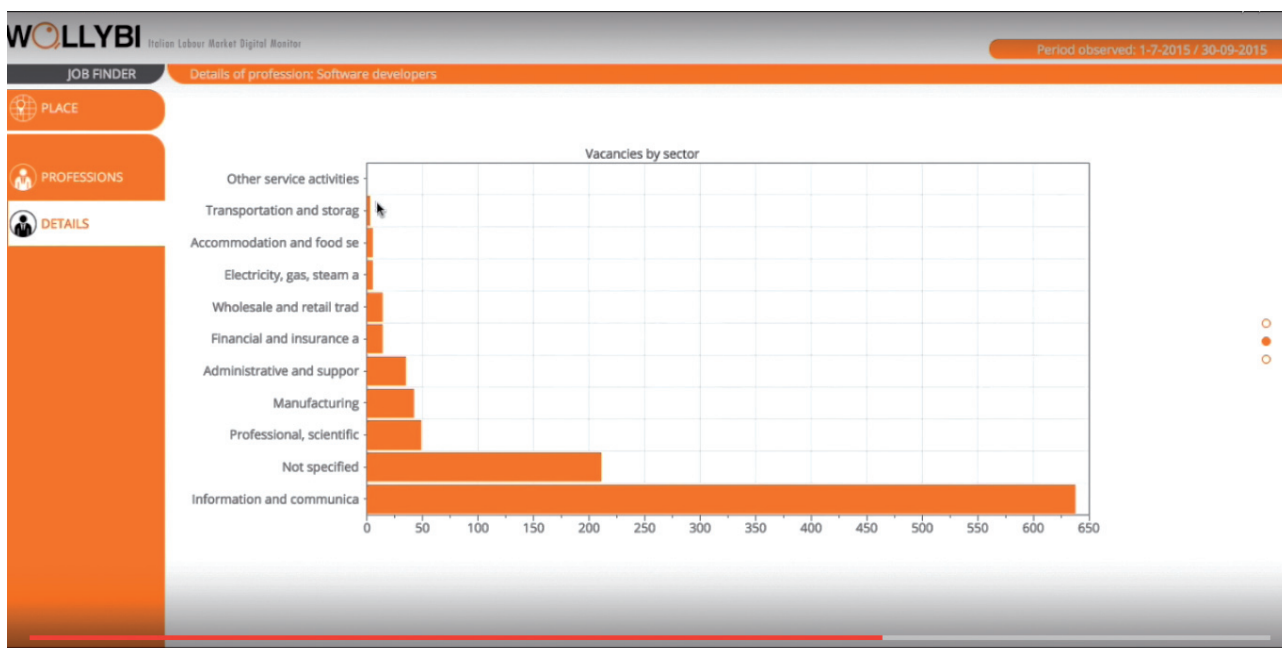 WOLLYBI Italian Labour Market Digital Monitor
Period observed: 1-7-2015 / 30-09-2015
JOB FINDER
Details of profession: Software developers
PLACE
PROFESSIONS
DETAILS
Vacancies by sector
Other service activities
Transportation and storag
Accommodation and food se
Electricity, gas, steam a
Wholesale and retail trad
Financial and insurance a
Administrative and suppor
Manufacturing
Professional, scientific
Not specified
Information and communica
0 50 100 150 200 250 300 350 400 450 500 550 600 650